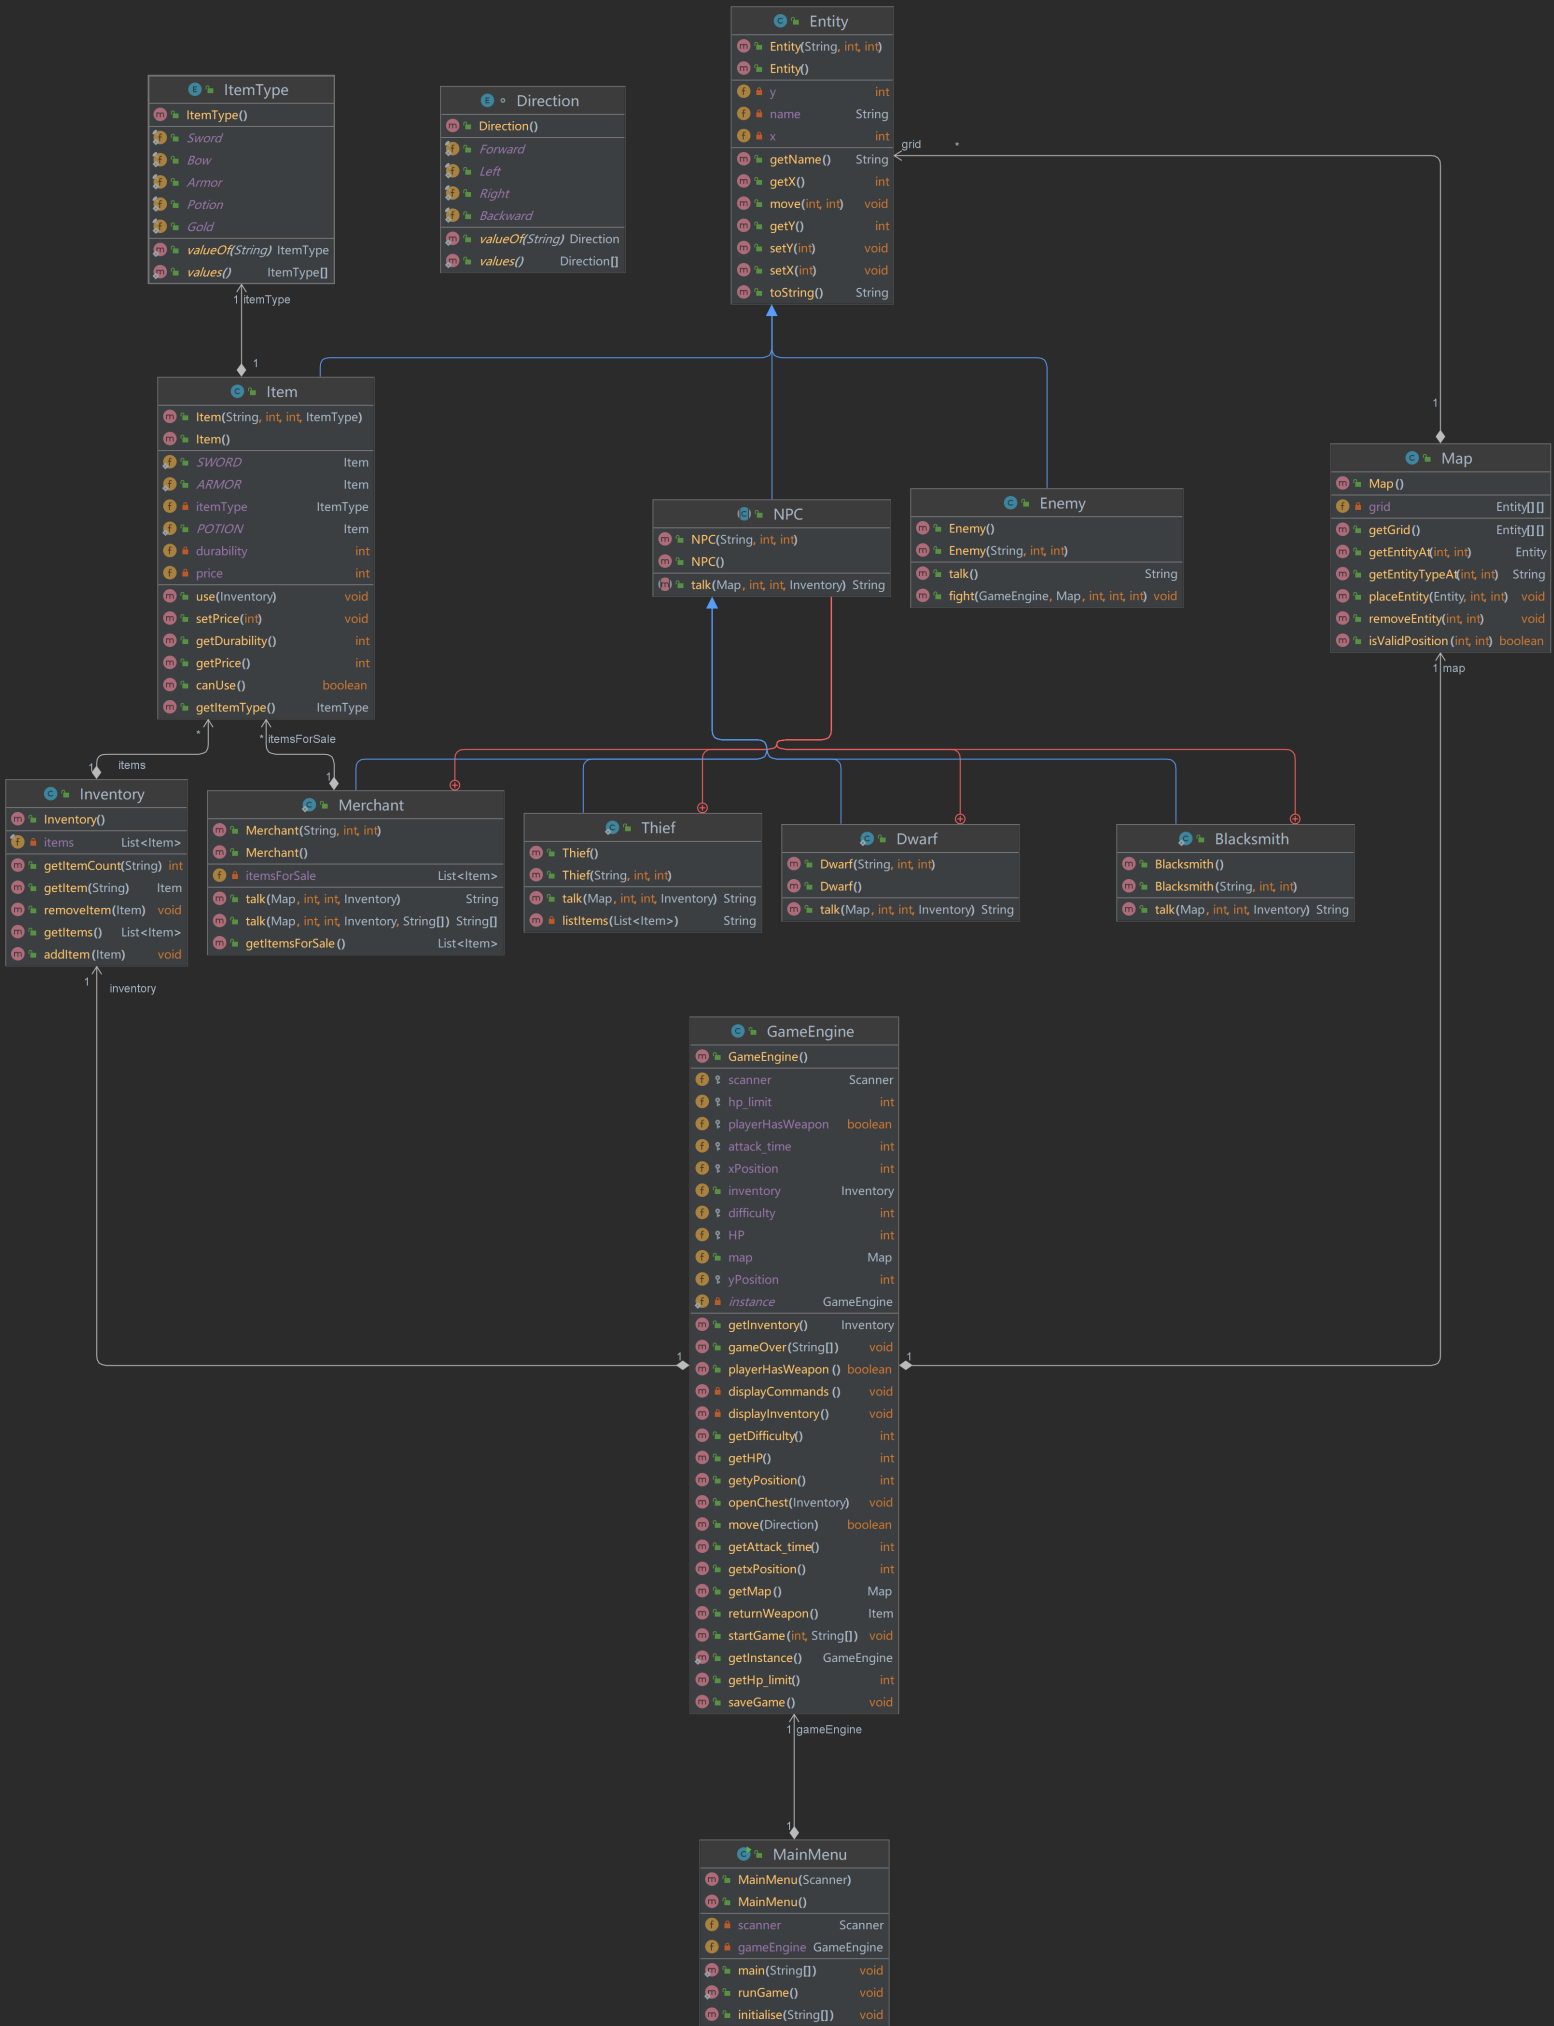 Entity
Entity(String, int, int)
Entity()
y int
name String
x int
getName() String
getX() int
move(int, int) void
getY() int
setY(int) void
setX(int) void
toString() String
ItemType
ItemType()
Sword
Bow
Armor
Potion
Gold
valueOf(String) ItemType
values() ItemType[]
Direction
Direction()
Forward
Left
Right
Backward
valueOf(String) Direction
values() Direction[]
grid *
1 itemType
1
1
Item
Item(String, int, int, ItemType)
Item()
SWORD Item
ARMOR Item
itemType ItemType
POTION Item
durability int
price int
use(Inventory) void
setPrice(int) void
getDurability() int
getPrice() int
canUse() boolean
getItemType() ItemType
NPC
NPC(String, int, int)
NPC()
talk(Map, int, int, Inventory) String
Enemy
Enemy()
Enemy(String, int, int)
talk() String
fight(GameEngine, Map, int, int, int) void
Map
Map()
grid Entity[][]
getGrid() Entity[][]
getEntityAt(int, int) Entity
getEntityTypeAt(int, int) String
placeEntity(Entity, int, int) void
removeEntity(int, int) void
isValidPosition(int, int) boolean
1 map
*
* itemsForSale
1
items
1
Inventory
Inventory()
items List<Item>
getItemCount(String) int
getItem(String) Item
removeItem(Item) void
getItems() List<Item>
addItem(Item) void
Merchant
Merchant(String, int, int)
Merchant()
itemsForSale List<Item>
talk(Map, int, int, Inventory) String
talk(Map, int, int, Inventory, String[]) String[]
getItemsForSale() List<Item>
Thief
Thief()
Thief(String, int, int)
talk(Map, int, int, Inventory) String
listItems(List<Item>) String
Dwarf
Dwarf(String, int, int)
Dwarf()
talk(Map, int, int, Inventory) String
Blacksmith
Blacksmith()
Blacksmith(String, int, int)
talk(Map, int, int, Inventory) String
1
inventory
GameEngine
GameEngine()
scanner Scanner
hp_limit int
playerHasWeapon boolean
attack_time int
xPosition int
inventory Inventory
difficulty int
HP int
map Map
yPosition int
instance GameEngine
getInventory() Inventory
gameOver(String[]) void
1
1
playerHasWeapon() boolean
displayCommands() void
displayInventory() void
getDifficulty() int
getHP() int
getyPosition() int
openChest(Inventory) void
move(Direction) boolean
getAttack_time() int
getxPosition() int
getMap() Map
returnWeapon() Item
startGame(int, String[]) void
getInstance() GameEngine
getHp_limit() int
saveGame() void
1 gameEngine
1
MainMenu
MainMenu(Scanner)
MainMenu()
scanner Scanner
gameEngine GameEngine
main(String[]) void
runGame() void
initialise(String[]) void